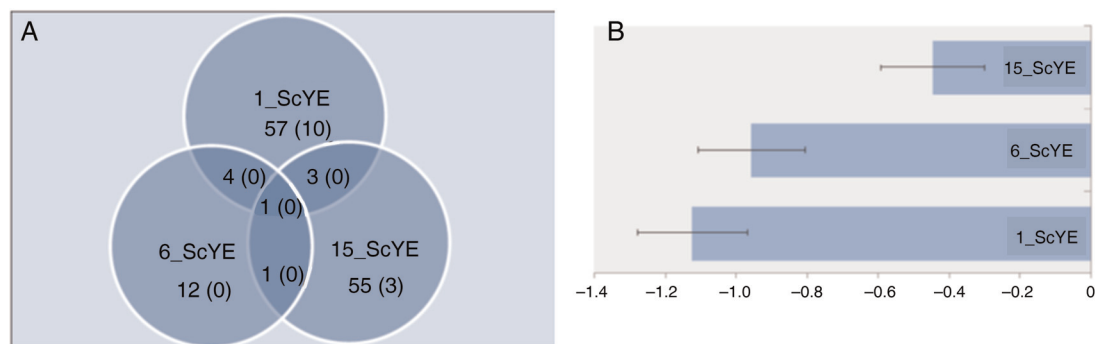 A
1_ScYE
57 (10)
4 (0)
3 (0)
1 (0)
6_ScYE
15_ScYE
12 (0)
1 (0)
55 (3)
B
15_ScYE
6_ScYE
1_ScYE
–1.4 –1.2 –1.0 –0.8 –0.6 –0.4 –0.2 0